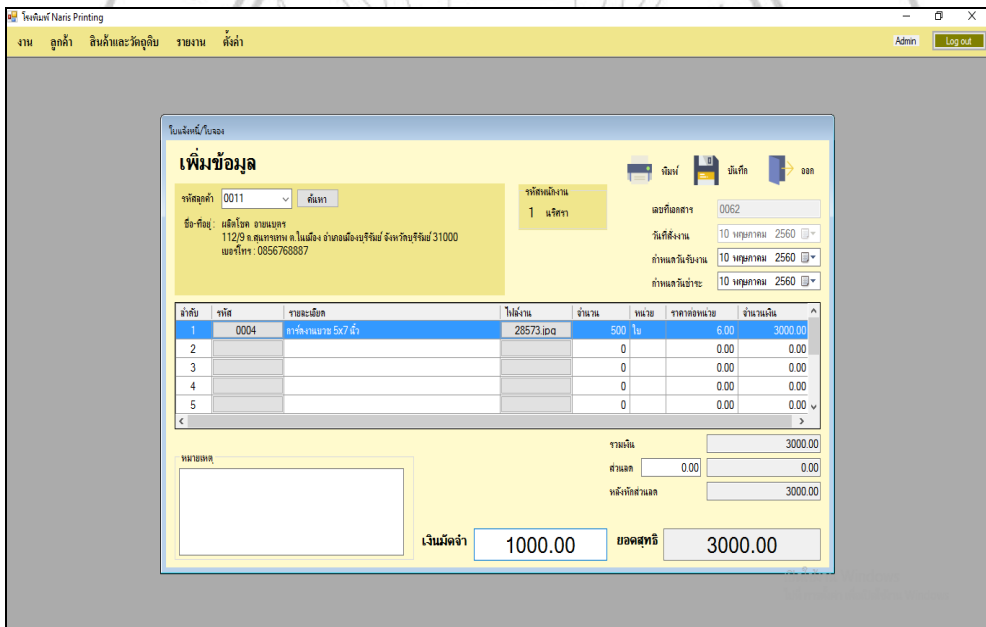 โรงพิมพ์ Naris Printing
งาน ลูกค้า สินค้าและวัตถุดิบ รายงาน ตั้งค่า Admin Log out
ใบแจ้งหนี้/ใบจอง
เพิ่มข้อมูล
พิมพ์ บันทึก ออก
รหัสลูกค้า 0011 ค้นหา
รหัสพนักงาน
1 นริศรา
ชื่อ-ที่อยู่ : ผลิตโชค อายนบุตร
112/9 ถ.สุนทรเทพ ต.ในเมือง อำเภอเมืองบุรีรัมย์ จังหวัดบุรีรัมย์ 31000
เบอร์โทร : 0856768887
เลขที่เอกสาร 0062
วันที่สั่งงาน 10 พฤษภาคม 2560
กำหนดวันรับงาน 10 พฤษภาคม 2560
กำหนดวันชำระ 10 พฤษภาคม 2560
ลำดับ รหัส รายละเอียด ไฟล์งาน จำนวน หน่วย ราคาต่อหน่วย จำนวนเงิน
1 0004 การ์ดงานบวช 5x7 นิ้ว 28573.jpg 500 ใบ 6.00 3000.00
2 0 0.00 0.00
3 0 0.00 0.00
4 0 0.00 0.00
5 0 0.00 0.00
รวมเงิน 3000.00
ส่วนลด 0.00 0.00
หลังหักส่วนลด 3000.00
หมายเหตุ
เงินมัดจำ 1000.00 ยอดสุทธิ 3000.00